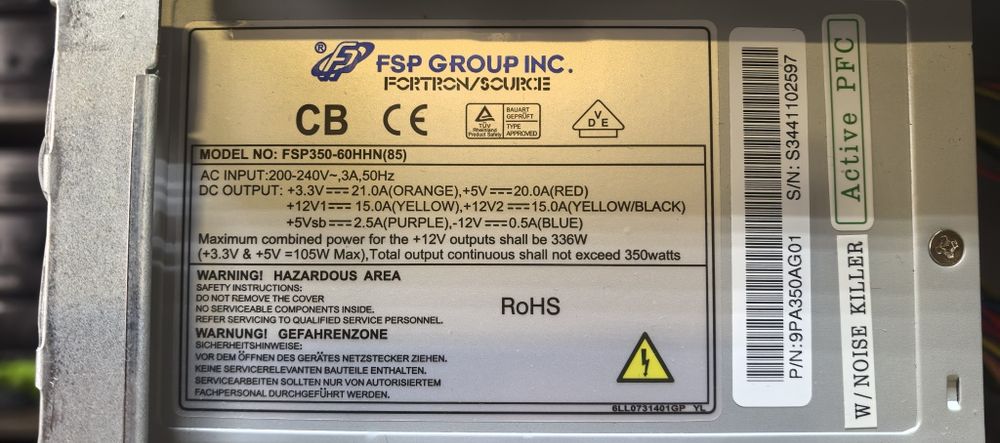 ® FSP GROUP INC.
FORTRON/SOURCE
CB CE
TÜV Rheinland Product Safety
BAUART GEPRÜFT
TYPE APPROVED
V
D E
MODEL NO: FSP350-60HHN(85)
AC INPUT:200-240V~,3A,50Hz
DC OUTPUT: +3.3V⎓21.0A(ORANGE),+5V⎓20.0A(RED)
+12V1⎓15.0A(YELLOW),+12V2⎓15.0A(YELLOW/BLACK)
+5Vsb⎓2.5A(PURPLE),-12V⎓0.5A(BLUE)
Maximum combined power for the +12V outputs shall be 336W
(+3.3V & +5V =105W Max),Total output continuous shall not exceed 350watts
WARNING! HAZARDOUS AREA
SAFETY INSTRUCTIONS:
DO NOT REMOVE THE COVER
NO SERVICEABLE COMPONENTS INSIDE.
REFER SERVICING TO QUALIFIED SERVICE PERSONNEL.
WARNUNG! GEFAHRENZONE
SICHERHEITSHINWEISE:
VOR DEM ÖFFNEN DES GERÄTES NETZSTECKER ZIEHEN.
KEINE SERVICERELEVANTEN BAUTEILE ENTHALTEN.
SERVICEARBEITEN SOLLTEN NUR VON AUTORISIERTEM
FACHPERSONAL DURCHGEFÜHRT WERDEN.
RoHS
6LL0731401GP YL
P/N:9PA350AG01 S/N: S3441102597
Active PFC
W/NOISE KILLER